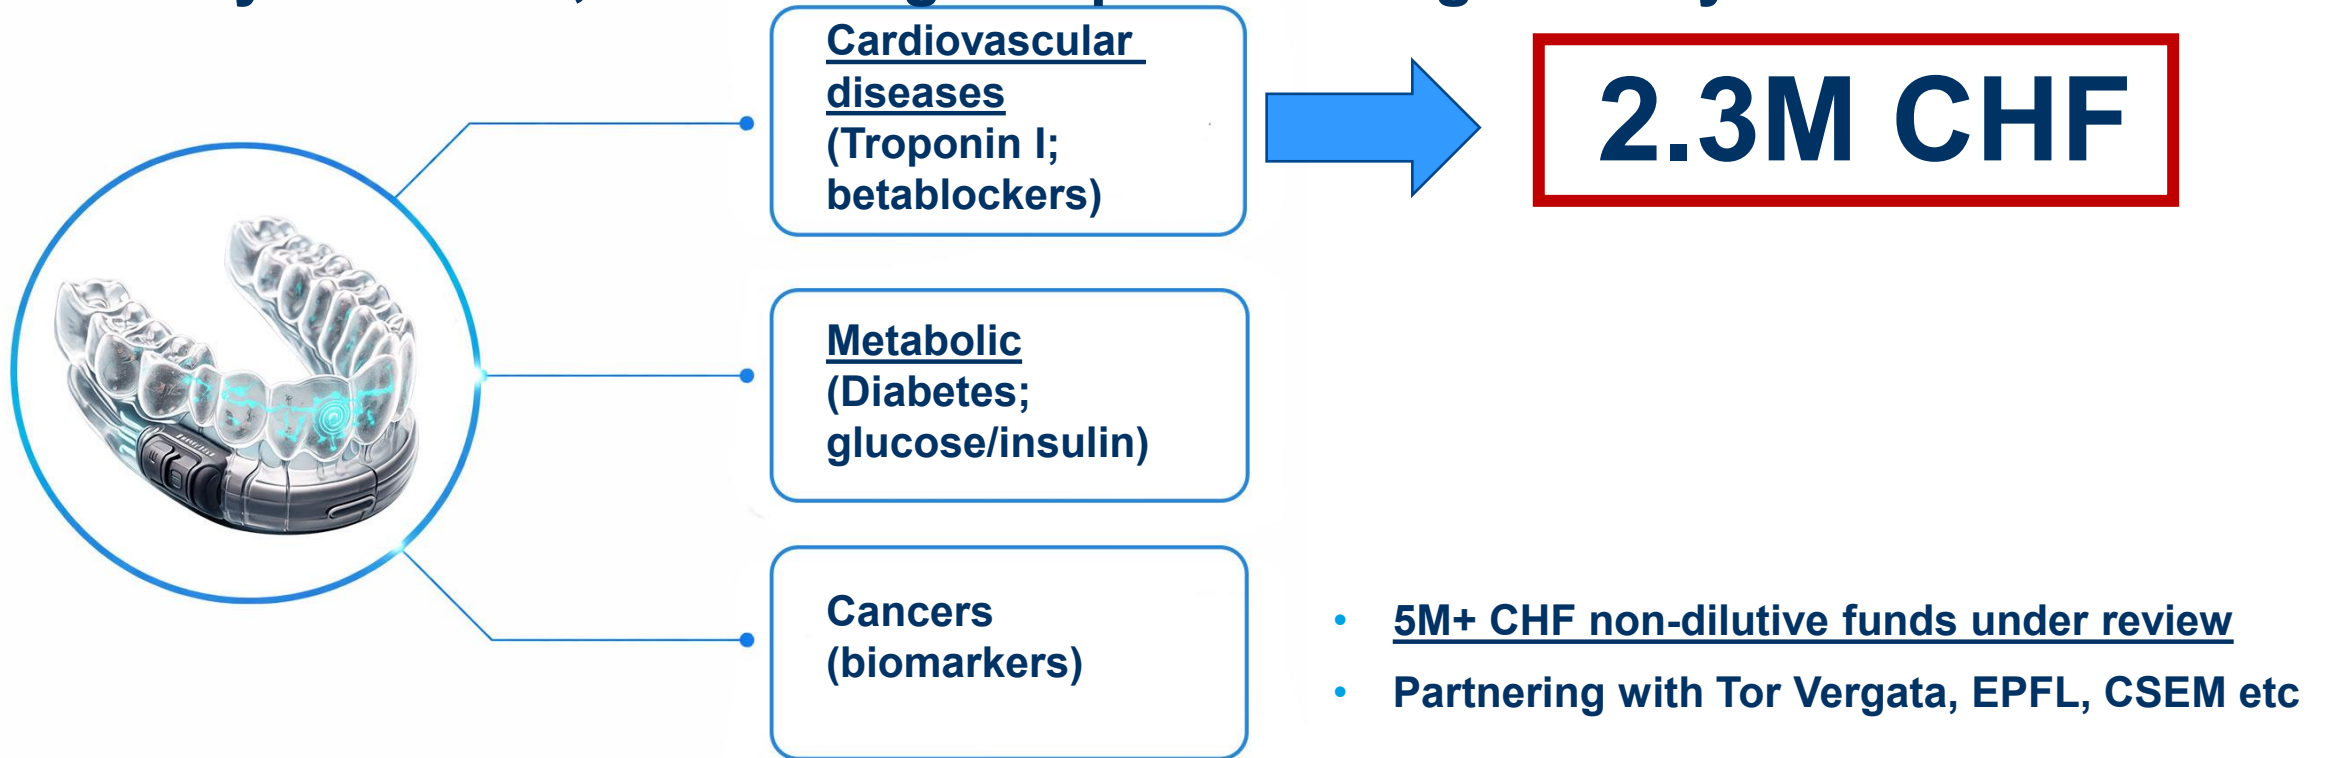 Cardiovascular
diseases
(Troponin I;
betablockers)
2.3M CHF
Metabolic
(Diabetes;
glucose/insulin)
Cancers
(biomarkers)
• 5M+ CHF non-dilutive funds under review
• Partnering with Tor Vergata, EPFL, CSEM etc